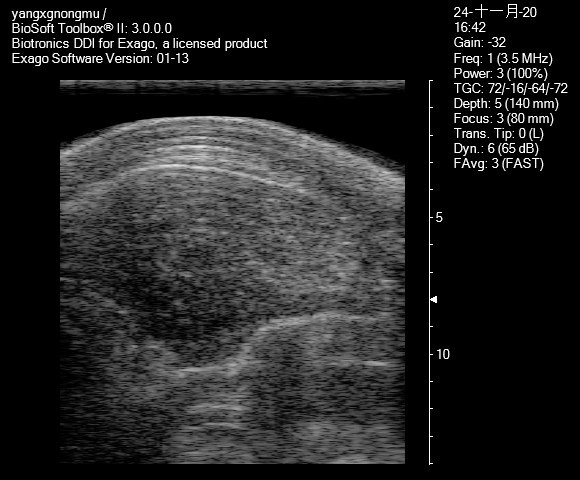 yangxgnongmu /
BioSoft Toolbox® II: 3.0.0.0
Biotronics DDI for Exago, a licensed product
Exago Software Version: 01-13
24-十一月-20
16:42
Gain: -32
Freq: 1 (3.5 MHz)
Power: 3 (100%)
TGC: 72/-16/-64/-72
Depth: 5 (140 mm)
Focus: 3 (80 mm)
Trans. Tip: 0 (L)
Dyn.: 6 (65 dB)
FAvg: 3 (FAST)
5
10